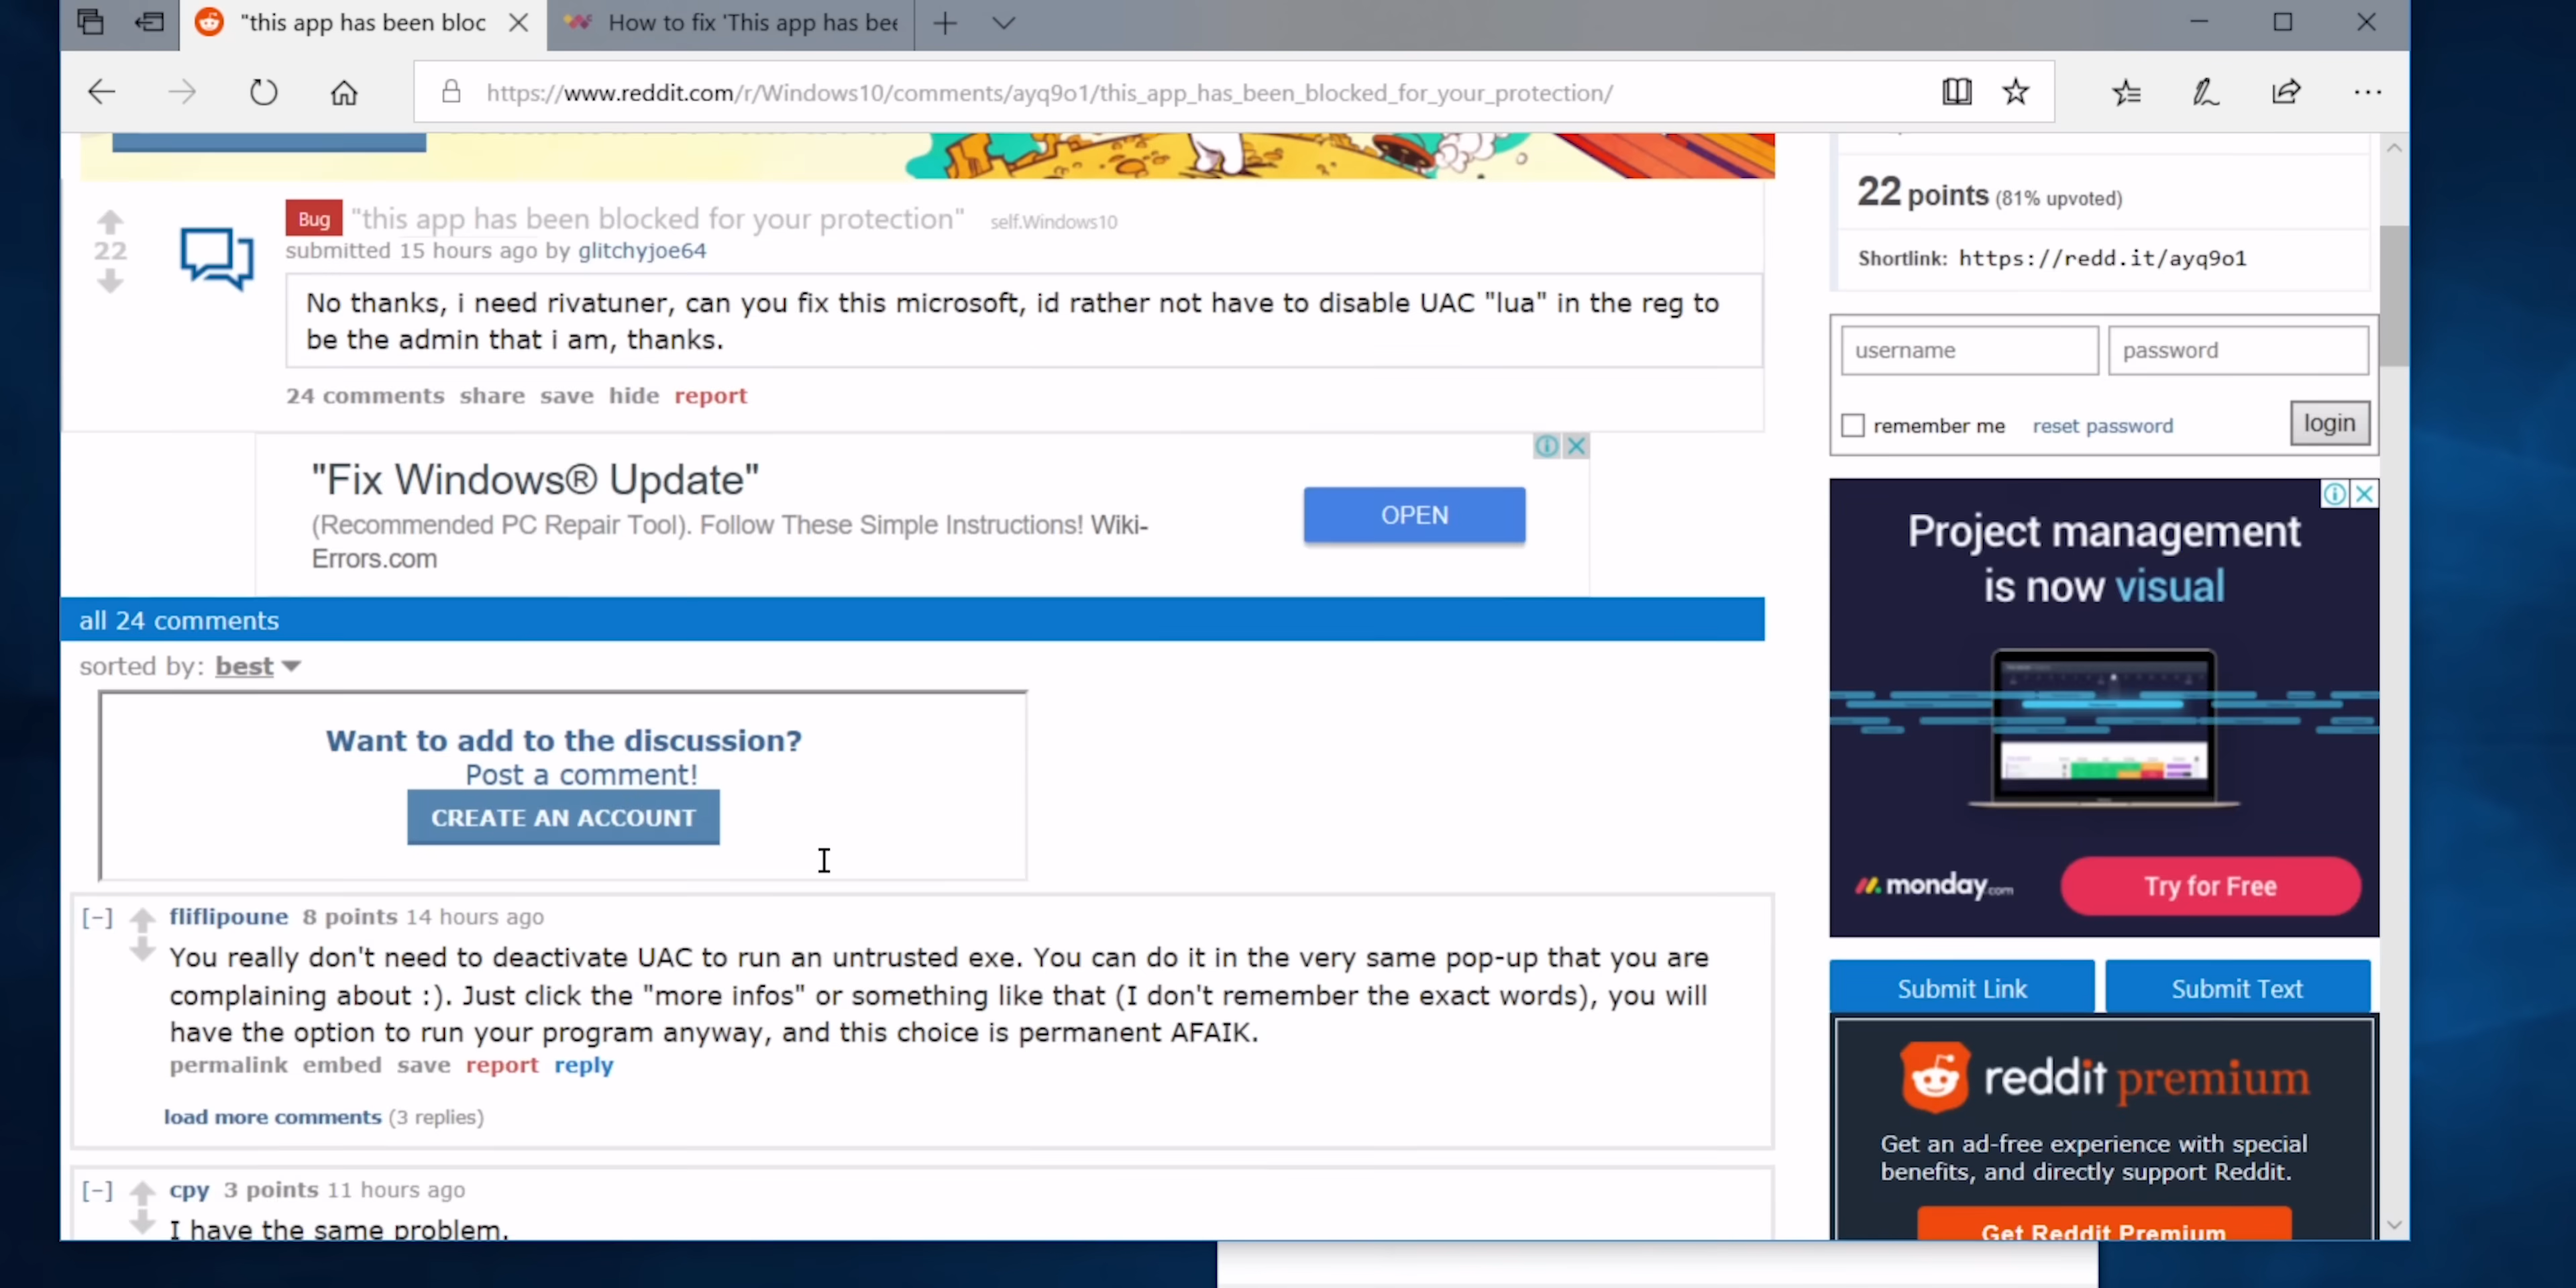 "this app has been bloc
How to fix 'This app has bee
https://www.reddit.com/r/Windows10/comments/ayq9o1/this_app_has_been_blocked_for_your_protection/
22
Bug "this app has been blocked for your protection" self.Windows10
submitted 15 hours ago by glitchyjoe64
No thanks, i need rivatuner, can you fix this microsoft, id rather not have to disable UAC "lua" in the reg to
be the admin that i am, thanks.
24 comments share save hide report
"Fix Windows® Update"
(Recommended PC Repair Tool). Follow These Simple Instructions! Wiki-
Errors.com
OPEN
all 24 comments
sorted by: best
Want to add to the discussion?
Post a comment!
CREATE AN ACCOUNT
[-] fliflipoune 8 points 14 hours ago
You really don't need to deactivate UAC to run an untrusted exe. You can do it in the very same pop-up that you are
complaining about :). Just click the "more infos" or something like that (I don't remember the exact words), you will
have the option to run your program anyway, and this choice is permanent AFAIK.
permalink embed save report reply
load more comments (3 replies)
[-] cpy 3 points 11 hours ago
I have the same problem.
22 points (81% upvoted)
Shortlink: https://redd.it/ayq9o1
username
password
remember me reset password login
Project management
is now visual
monday.com
Try for Free
Submit Link
Submit Text
reddit premium
Get an ad-free experience with special
benefits, and directly support Reddit.
Get Reddit Premium